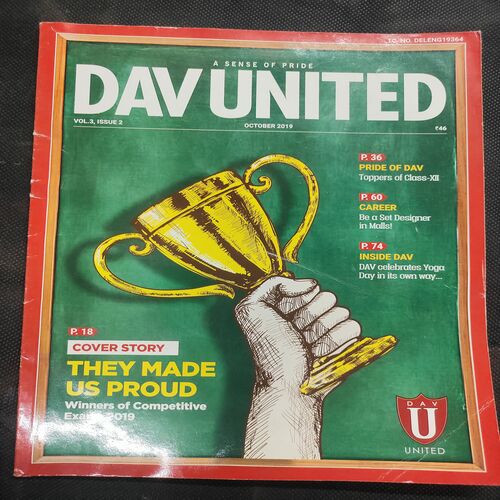 T.C. NO. DELENG19364
A SENSE OF PRIDE
DAV UNITED
VOL.3, ISSUE 2
OCTOBER 2019
₹46
P. 36
PRIDE OF DAV
Toppers of Class-XII
P. 60
CAREER
Be a Set Designer
in Malls!
P. 74
INSIDE DAV
DAV celebrates Yoga
Day in its own way...
P. 18
COVER STORY
THEY MADE
US PROUD
Winners of Competitive
Exams 2019
DAV
U
UNITED